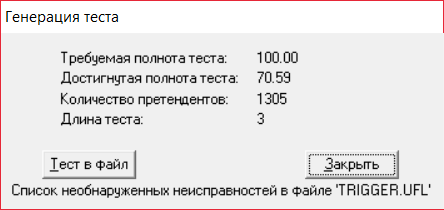 Генерация теста
Требуемая полнота теста: 100.00
Достигнутая полнота теста: 70.59
Количество претендентов: 1305
Длина теста: 3
Тест в файл Закрыть
Список необнаруженных неисправностей в файле 'TRIGGER.UFL'